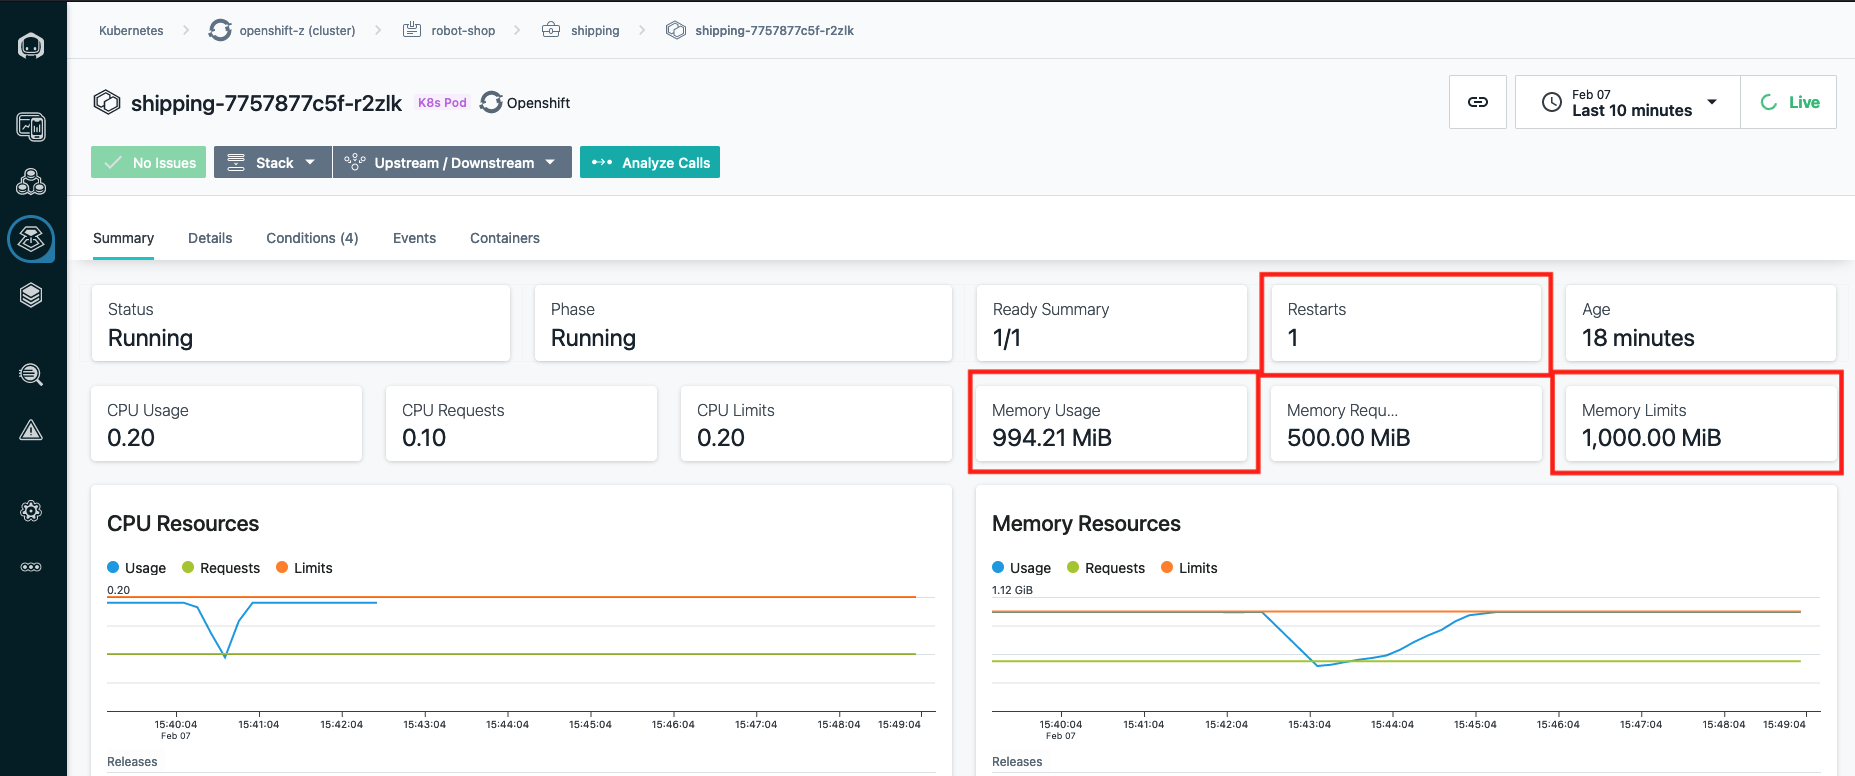 Kubernetes openshift-z (cluster) robot-shop shipping shipping-7757877c5f-r2zlk
shipping-7757877c5f-r2zlk K8s Pod Openshift
Feb 07
Last 10 minutes
Live
No Issues Stack Upstream / Downstream Analyze Calls
Summary Details Conditions (4) Events Containers
Status
Running
Phase
Running
Ready Summary
1/1
Restarts
1
Age
18 minutes
CPU Usage
0.20
CPU Requests
0.10
CPU Limits
0.20
Memory Usage
994.21 MiB
Memory Requ...
500.00 MiB
Memory Limits
1,000.00 MiB
CPU Resources
Usage Requests Limits
0.20
15:40:04 15:41:04 15:42:04 15:43:04 15:44:04 15:45:04 15:46:04 15:47:04 15:48:04 15:49:04
Feb 07
Releases
Memory Resources
Usage Requests Limits
1.12 GiB
15:40:04 15:41:04 15:42:04 15:43:04 15:44:04 15:45:04 15:46:04 15:47:04 15:48:04 15:49:04
Feb 07
Releases